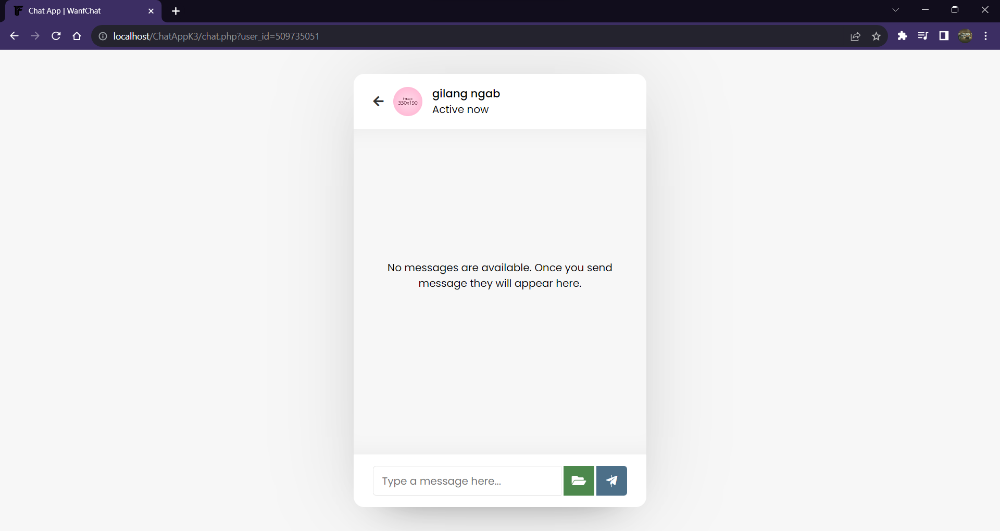 Chat App | WanfChat
localhost/ChatAppK3/chat.php?user_id=509735051
image
330x190
gilang ngab
Active now
No messages are available. Once you send
message they will appear here.
Type a message here...